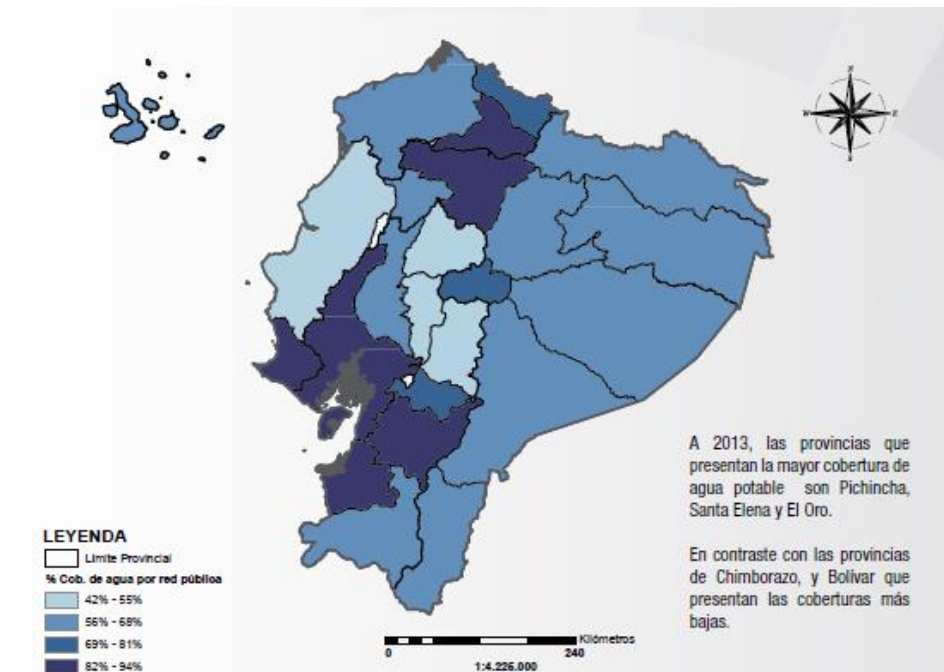 N
W
E
S
A 2013, las provincias que
presentan la mayor cobertura de
agua potable son Pichincha,
Santa Elena y El Oro.
En contraste con las provincias
de Chimborazo, y Bolívar que
presentan las coberturas más
bajas.
LEYENDA
Límite Provincial
% Cob. de agua por red pública
42% - 55%
56% - 68%
69% - 81%
82% - 94%
Kilómetros
0 240
1:4.226.000